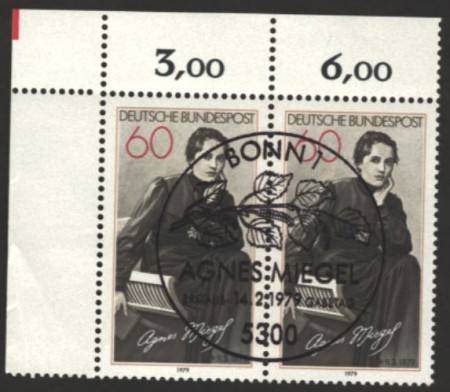 3,00 6,00
DEUTSCHE BUNDESPOST DEUTSCHE BUNDESPOST
60 60
BONN 1
AGNES MIEGEL
ERSTAUSGABETAG
14.2.1979
5300
Agnes Miegel Agnes Miegel
1979 1979